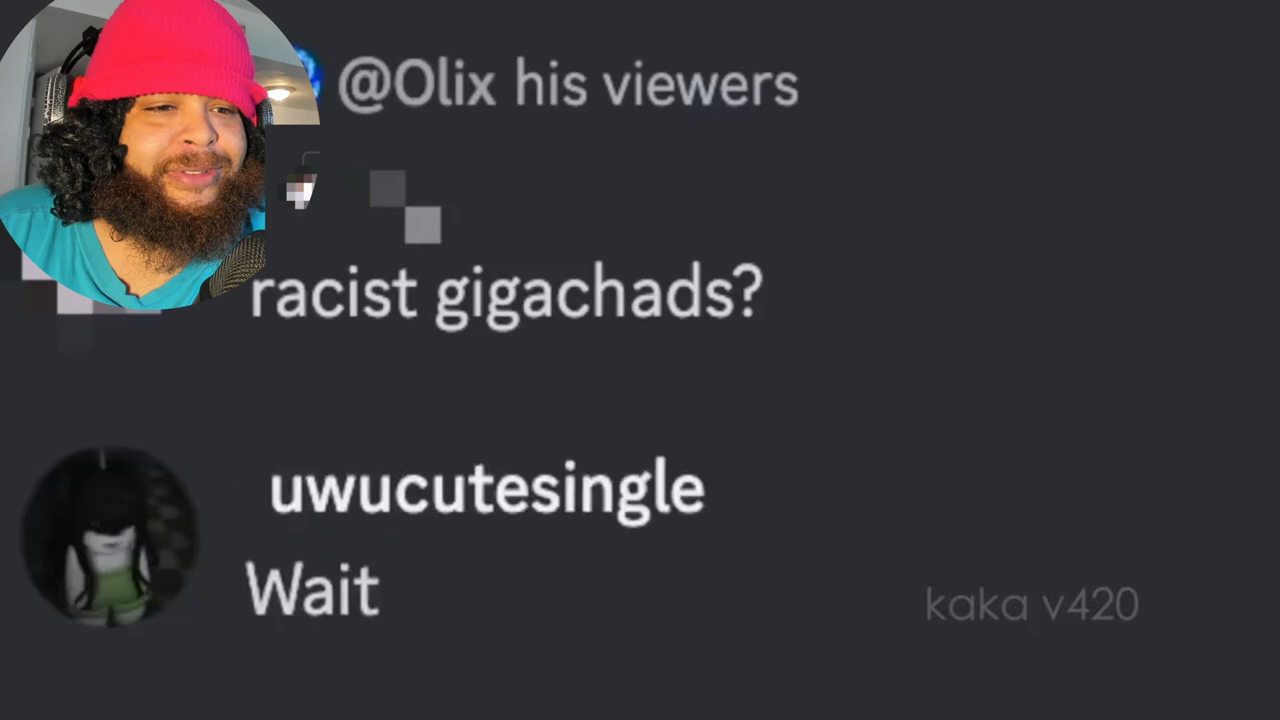 @Olix his viewers
racist gigachads?
uwucutesingle
Wait
kaka v420